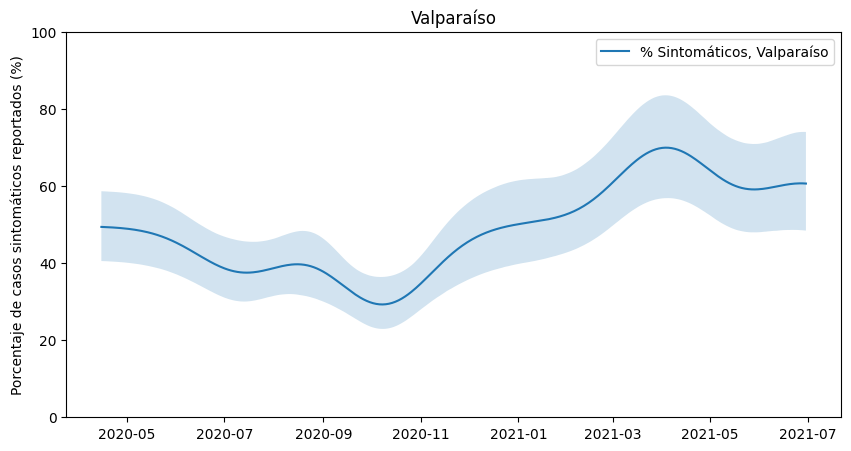 Valparaíso
% Sintomáticos, Valparaíso
Porcentaje de casos sintomáticos reportados (%)
100
80
60
40
20
0
2020-05 2020-07 2020-09 2020-11 2021-01 2021-03 2021-05 2021-07